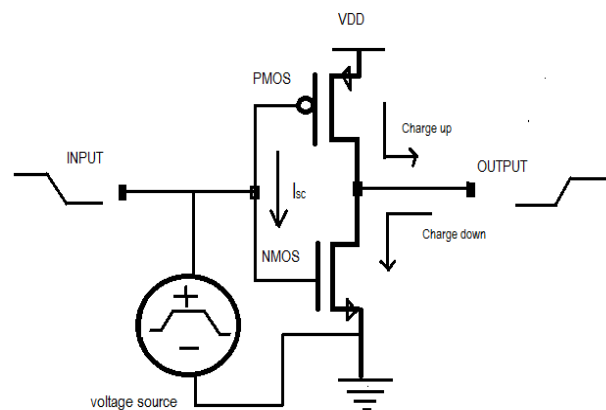 VDD
PMOS
Charge up
INPUT
OUTPUT
Isc
Charge down
NMOS
voltage source